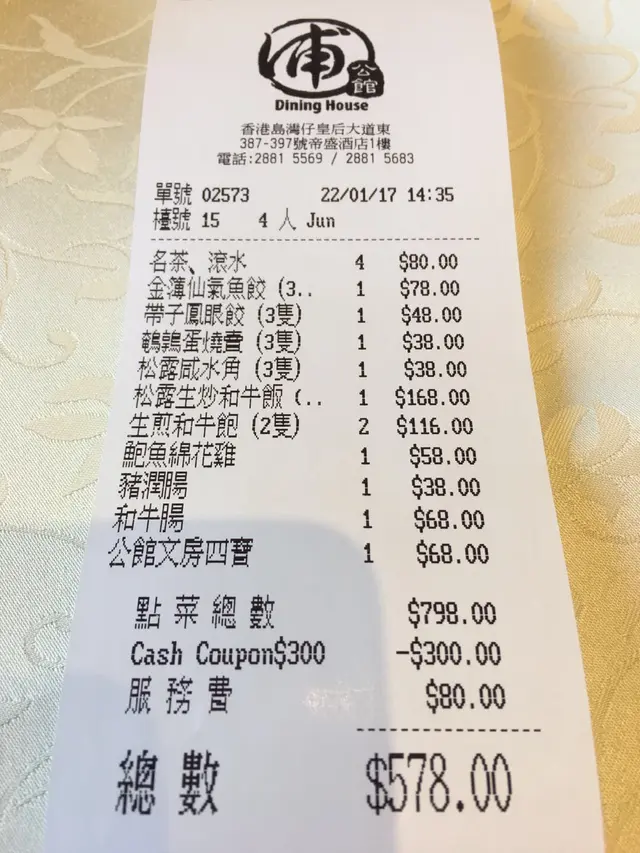 浦
公館
Dining House
香港島灣仔皇后大道東
387-397號帝盛酒店1樓
電話:2881 5569 / 2881 5683
單號 02573 22/01/17 14:35
檯號 15 4 人 Jun
名茶、滾水 4 $80.00
金薄仙氣魚餃 (3.. 1 $78.00
帶子鳳眼餃 (3隻) 1 $48.00
鵪鶉蛋燒賣 (3隻) 1 $38.00
松露咸水角 (3隻) 1 $38.00
松露生炒和牛飯 (.. 1 $168.00
生煎和牛飽 (2隻) 2 $116.00
鮑魚綿花雞 1 $58.00
豬潤腸 1 $38.00
和牛腸 1 $68.00
公館文房四寶 1 $68.00
點菜總數 $798.00
Cash Coupon$300 -$300.00
服務費 $80.00
總數 $578.00